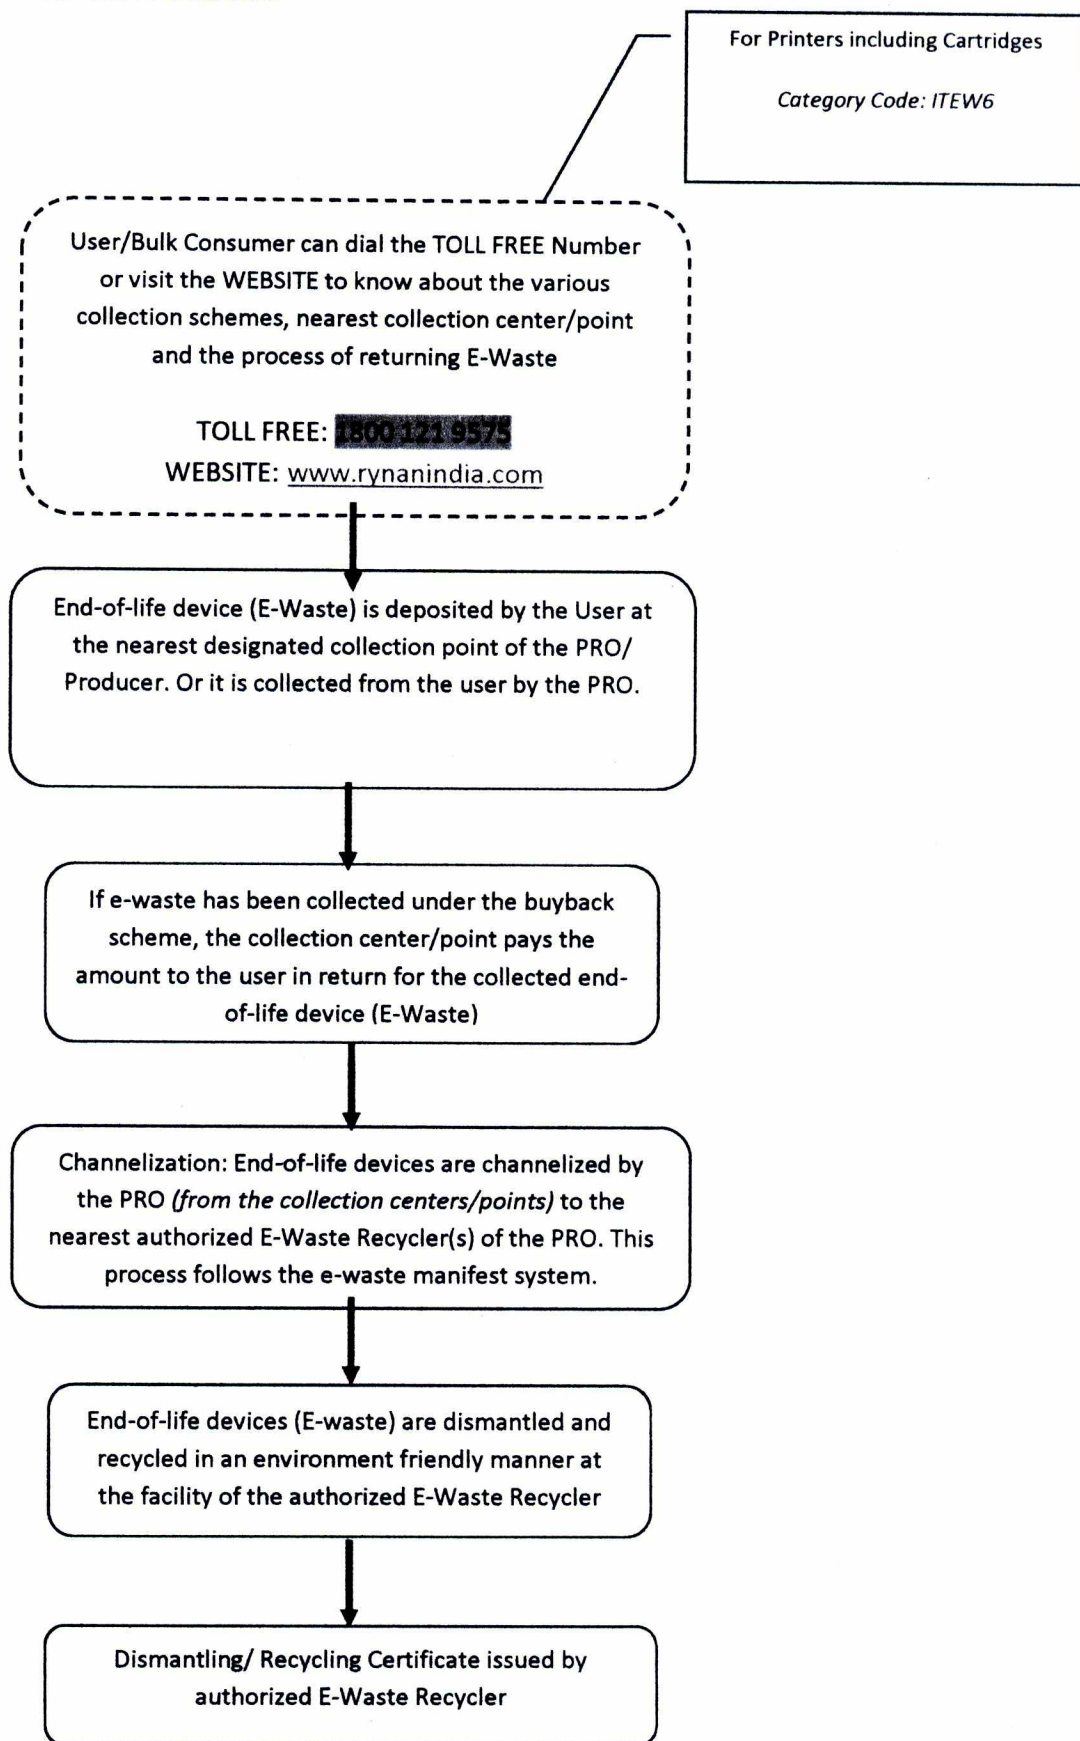 For Printers including Cartridges
Category Code: ITEW6
User/Bulk Consumer can dial the TOLL FREE Number
or visit the WEBSITE to know about the various
collection schemes, nearest collection center/point
and the process of returning E-Waste
TOLL FREE: 1800 121 9575
WEBSITE: www.rynanindia.com
End-of-life device (E-Waste) is deposited by the User at
the nearest designated collection point of the PRO/
Producer. Or it is collected from the user by the PRO.
If e-waste has been collected under the buyback
scheme, the collection center/point pays the
amount to the user in return for the collected end-
of-life device (E-Waste)
Channelization: End-of-life devices are channelized by
the PRO (from the collection centers/points) to the
nearest authorized E-Waste Recycler(s) of the PRO. This
process follows the e-waste manifest system.
End-of-life devices (E-waste) are dismantled and
recycled in an environment friendly manner at
the facility of the authorized E-Waste Recycler
Dismantling/ Recycling Certificate issued by
authorized E-Waste Recycler